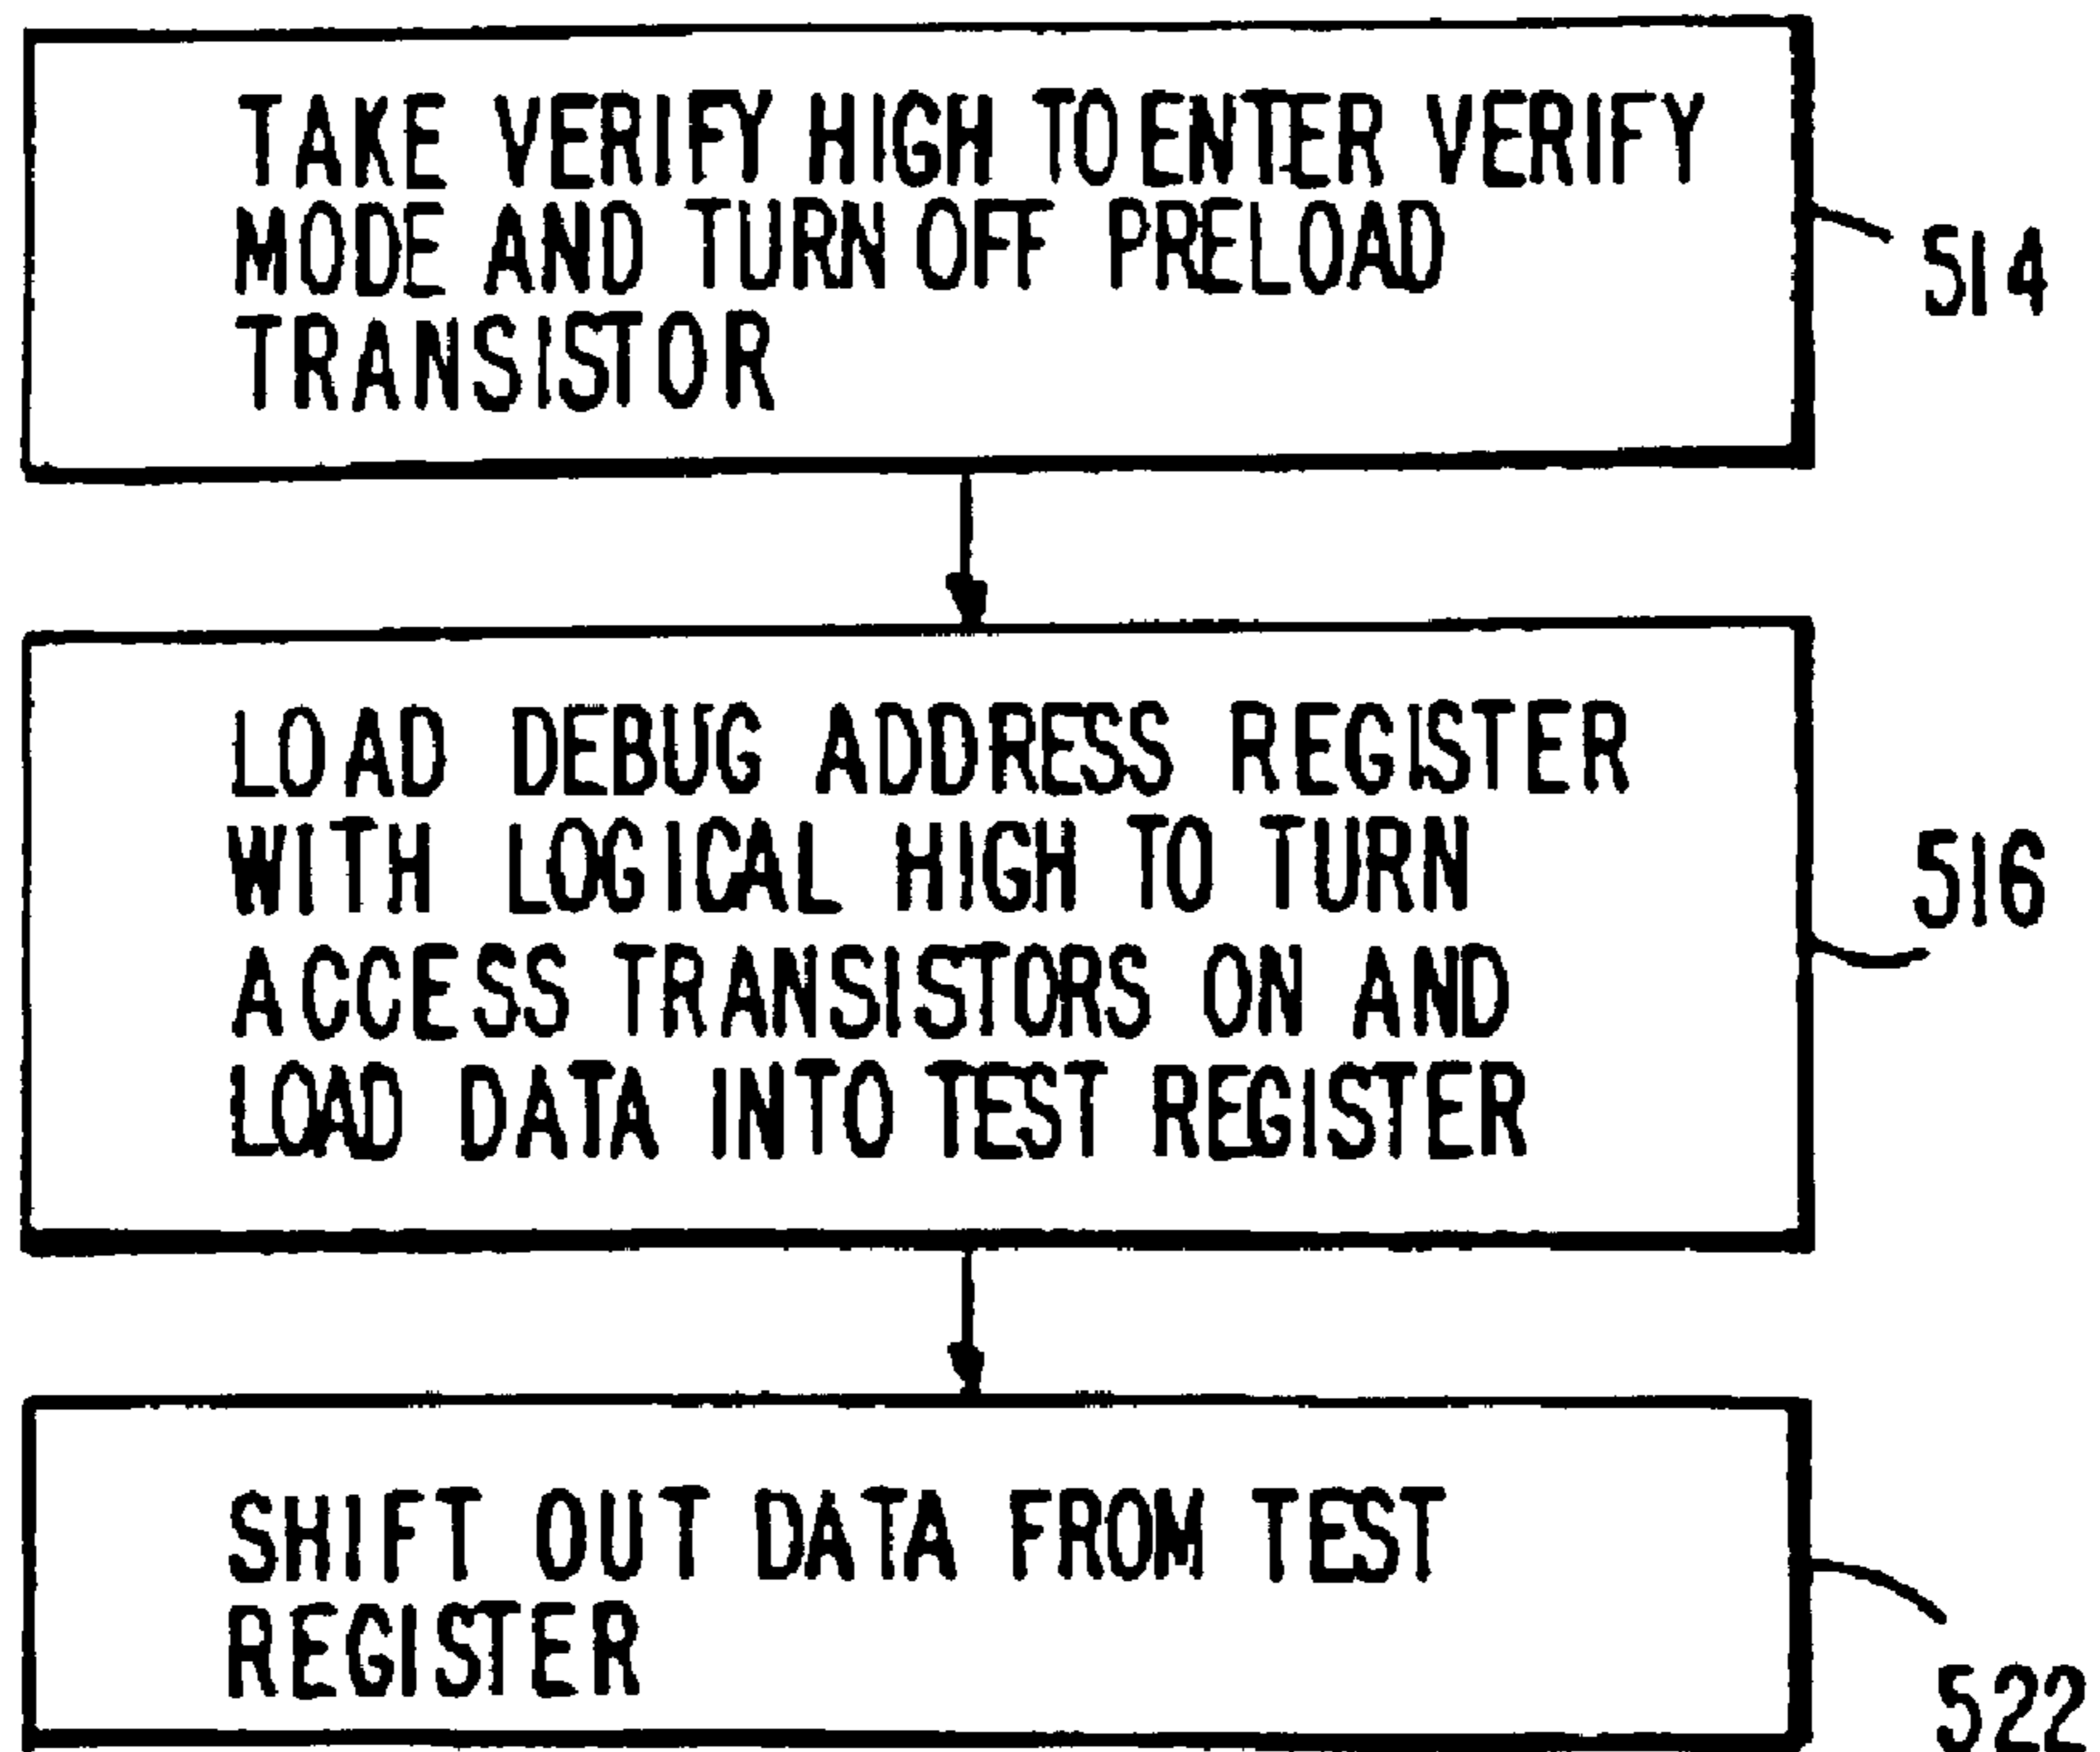 TAKE VERIFY HIGH TO ENTER VERIFY
MODE AND TURN OFF PRELOAD
TRANSISTOR
514
LOAD DEBUG ADDRESS REGISTER
WITH LOGICAL HIGH TO TURN
ACCESS TRANSISTORS ON AND
LOAD DATA INTO TEST REGISTER
516
SHIFT OUT DATA FROM TEST
REGISTER
522